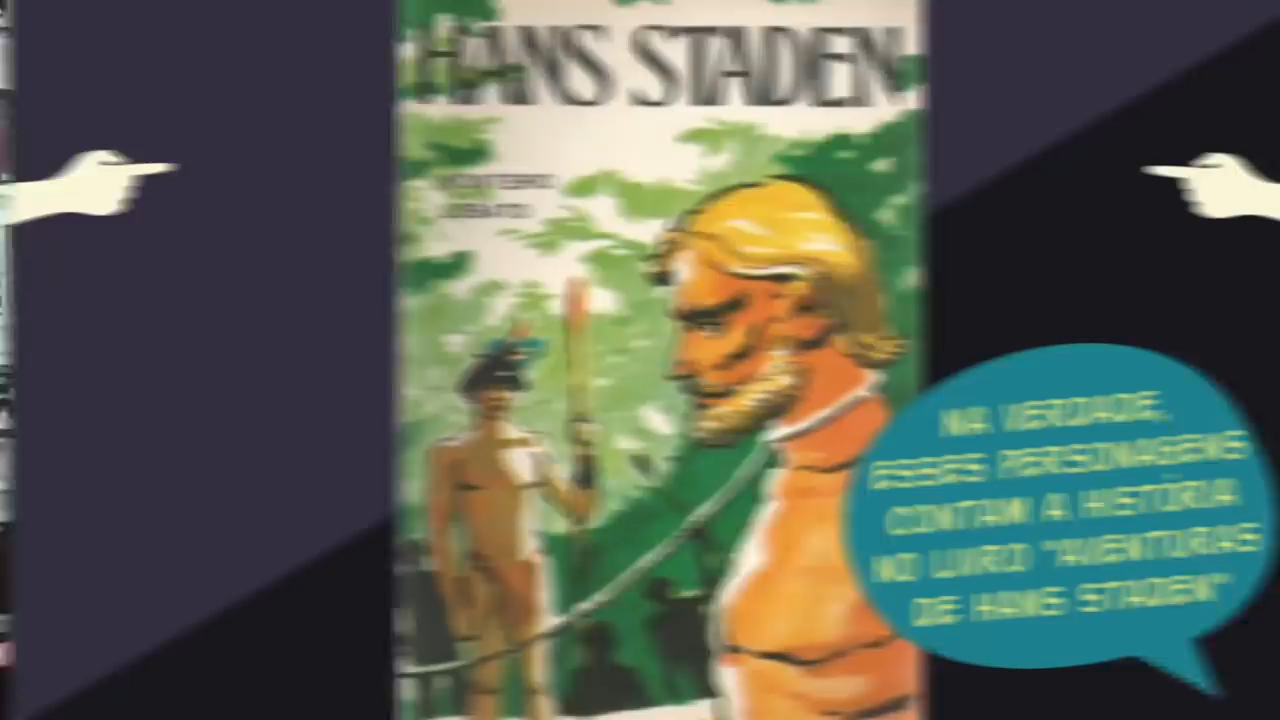 HANS STADEN
MONTEIRO
LOBATO
NA VERDADE,
ESSES PERSONAGENS
CONTAM A HISTÓRIA
NO LIVRO "AVENTURAS
DE HANS STADEN"